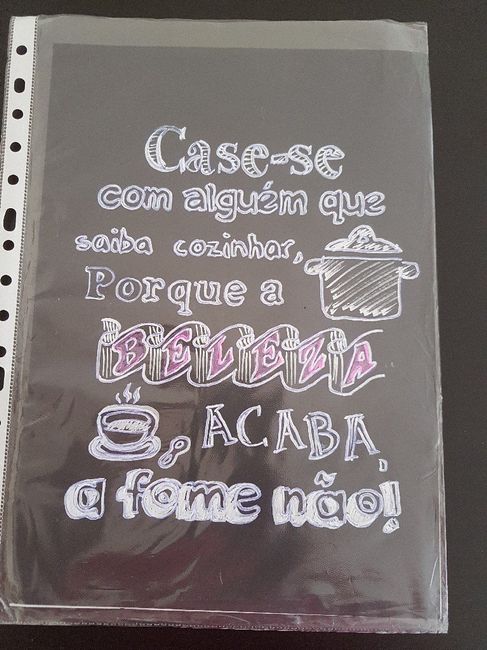 Case-se
com alguém que
saiba cozinhar,
Porque a
BELEZA
ACABA,
a fome não!